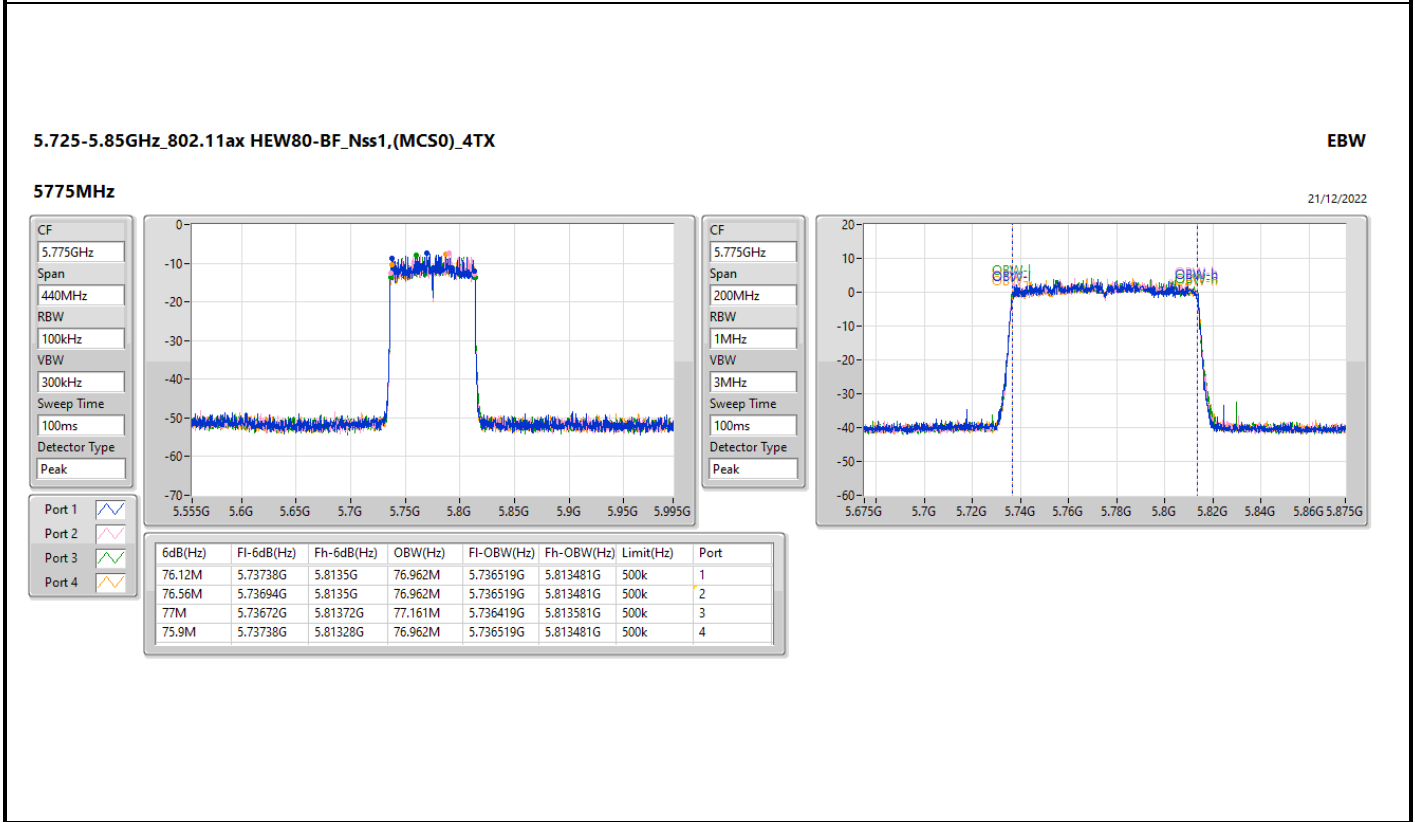 5.725-5.85GHz_802.11ax HEW80-BF_Nss1,(MCS0)_4TX
EBW
5775MHz
21/12/2022
CF
5.775GHz
Span
440MHz
RBW
100kHz
VBW
300kHz
Sweep Time
100ms
Detector Type
Peak
Port 1
Port 2
Port 3
Port 4
0
-10
-20
-30
-40
-50
-60
-70
5.555G 5.6G 5.65G 5.7G 5.75G 5.8G 5.85G 5.9G 5.95G 5.995G
CF
5.775GHz
Span
200MHz
RBW
1MHz
VBW
3MHz
Sweep Time
100ms
Detector Type
Peak
20
10
0
-10
-20
-30
-40
-50
-60
OBW-l
OBW-h
5.675G 5.7G 5.72G 5.74G 5.76G 5.78G 5.8G 5.82G 5.84G 5.86G 5.875G
6dB(Hz) Fl-6dB(Hz) Fh-6dB(Hz) OBW(Hz) Fl-OBW(Hz) Fh-OBW(Hz) Limit(Hz) Port
76.12M 5.73738G 5.8135G 76.962M 5.736519G 5.813481G 500k 1
76.56M 5.73694G 5.8135G 76.962M 5.736519G 5.813481G 500k 2
77M 5.73672G 5.81372G 77.161M 5.736419G 5.813581G 500k 3
75.9M 5.73738G 5.81328G 76.962M 5.736519G 5.813481G 500k 4